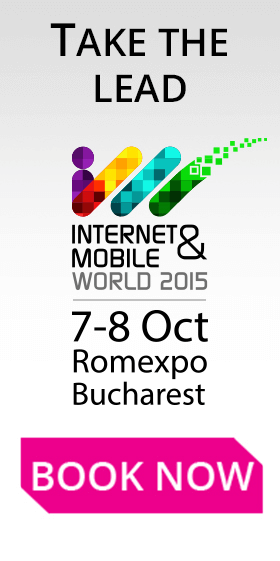 TAKE THE
LEAD
INTERNET &
MOBILE
WORLD 2015
7-8 Oct
Romexpo
Bucharest
BOOK NOW